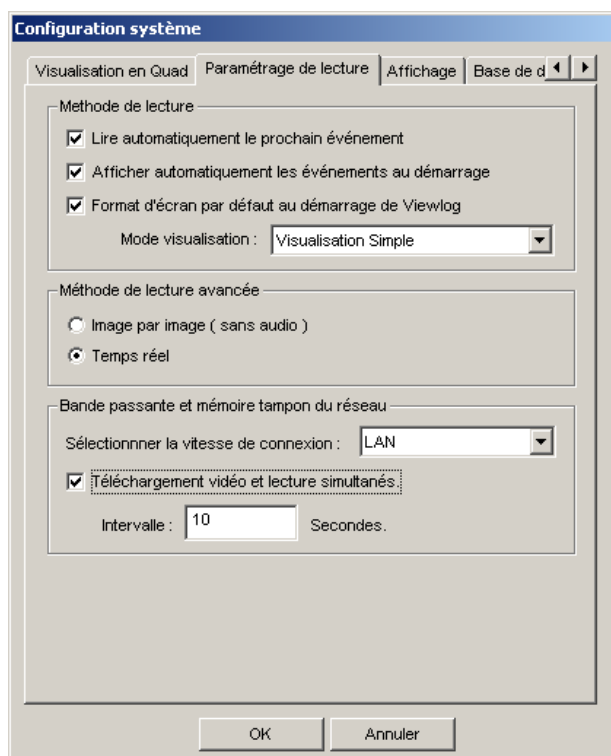 Configuration système
Visualisation en Quad Paramétrage de lecture Affichage Base de d
Methode de lecture
Lire automatiquement le prochain événement
Afficher automatiquement les événements au démarrage
Format d'écran par défaut au démarrage de Viewlog
Mode visualisation : Visualisation Simple
Méthode de lecture avancée
Image par image ( sans audio )
Temps réel
Bande passante et mémoire tampon du réseau
Sélectionnner la vitesse de connexion : LAN
Téléchargement vidéo et lecture simultanés.
Intervalle : 10 Secondes.
OK Annuler